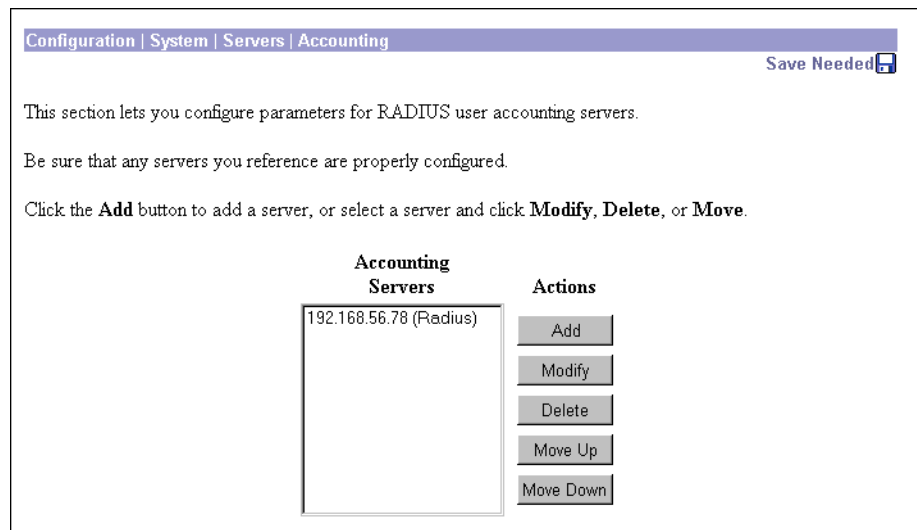 Configuration | System | Servers | Accounting
Save Needed
This section lets you configure parameters for RADIUS user accounting servers.
Be sure that any servers you reference are properly configured.
Click the Add button to add a server, or select a server and click Modify, Delete, or Move.
Accounting
Servers
Actions
192.168.56.78 (Radius)
Add
Modify
Delete
Move Up
Move Down